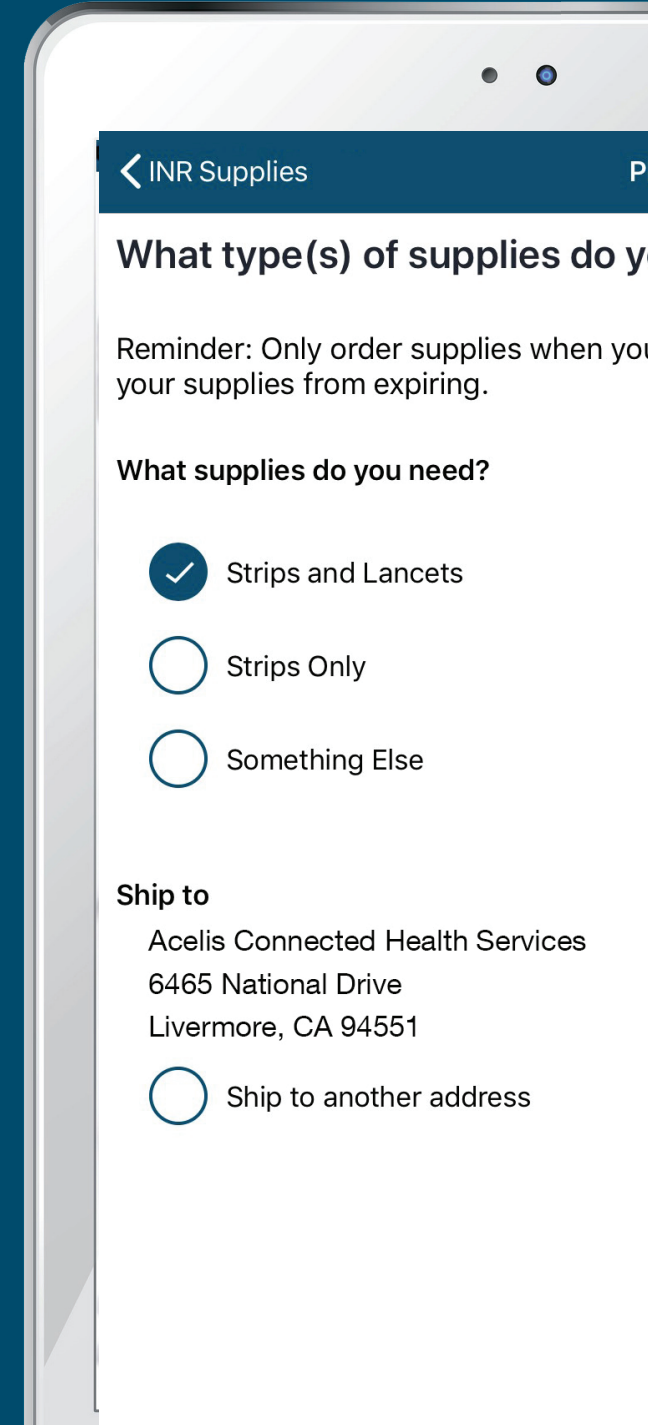 INR Supplies
What type(s) of supplies do
Reminder: Only order supplies when
your supplies from expiring.
What supplies do you need?
Strips and Lancets
Strips Only
Something Else
Ship to
Acelis Connected Health Services
6465 National Drive
Livermore, CA 94551
Ship to another address